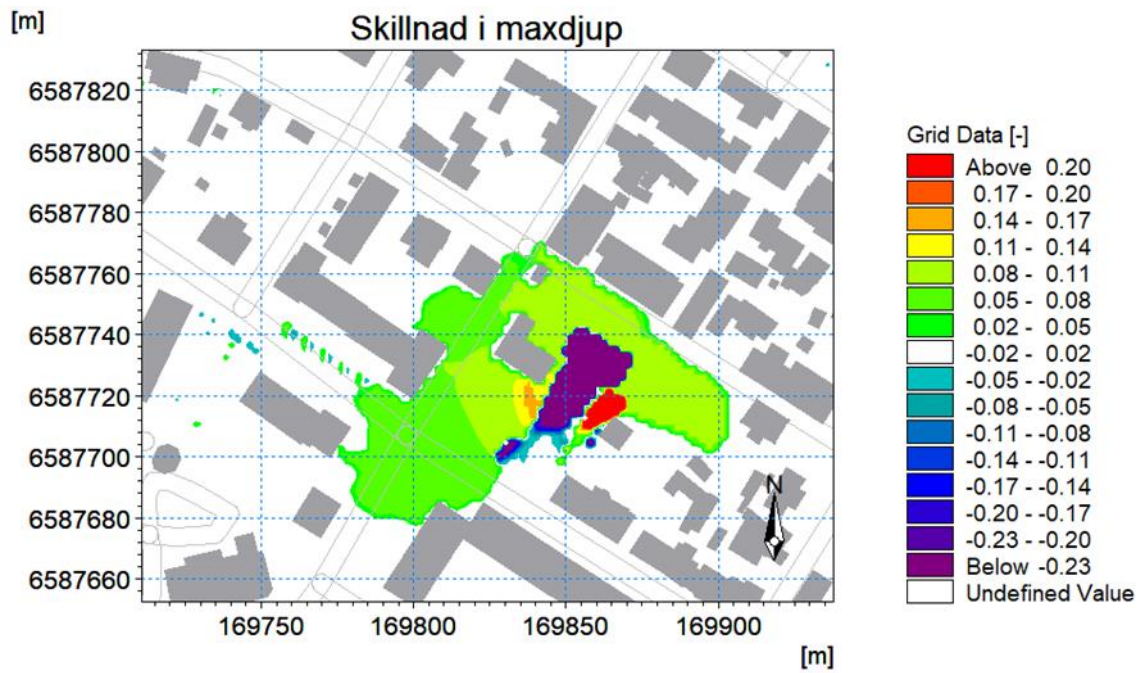 [m]
Skillnad i maxdjup
6587820
6587800
6587780
6587760
6587740
6587720
6587700
6587680
6587660
169750 169800 169850 169900
[m]
N
Grid Data [-]
Above 0.20
0.17 - 0.20
0.14 - 0.17
0.11 - 0.14
0.08 - 0.11
0.05 - 0.08
0.02 - 0.05
-0.02 - 0.02
-0.05 - -0.02
-0.08 - -0.05
-0.11 - -0.08
-0.14 - -0.11
-0.17 - -0.14
-0.20 - -0.17
-0.23 - -0.20
Below -0.23
Undefined Value